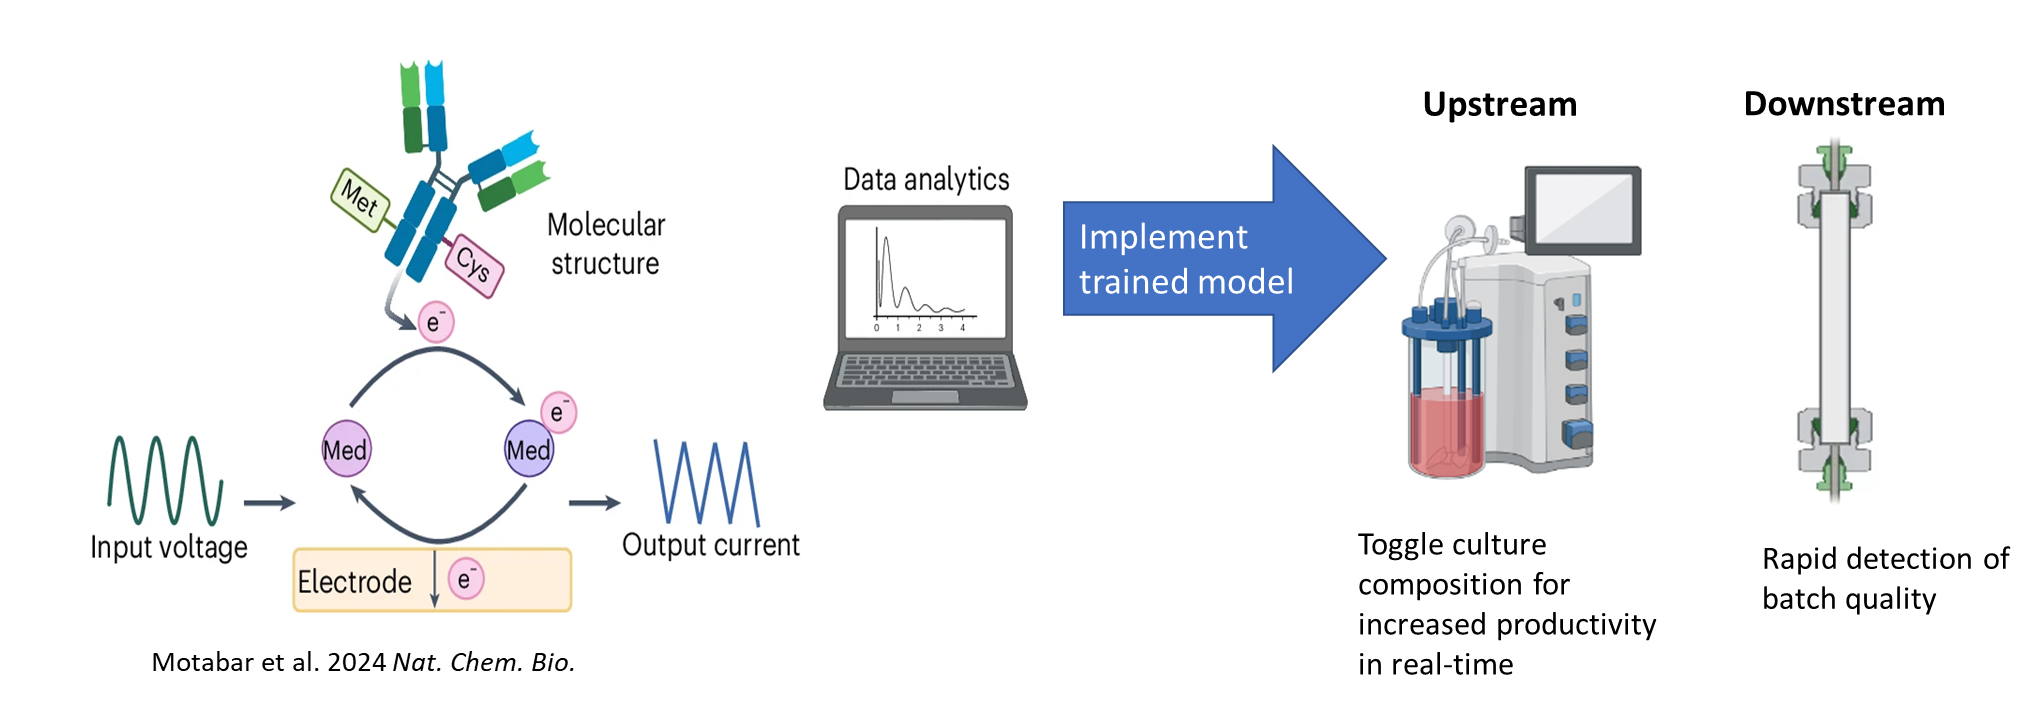 Met
Cys
Molecular
structure
e⁻
e⁻
Med
Med
Input voltage
Output current
Electrode
e⁻
Motabar et al. 2024 Nat. Chem. Bio.
Data analytics
0 1 2 3 4
Implement
trained model
Upstream
Toggle culture
composition for
increased productivity
in real-time
Downstream
Rapid detection of
batch quality